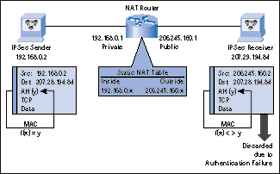 NAT Router
192.168.0.1
Private
206.245.160.1
Public
IPSec Sender
192.168.0.2
IPSec Receiver
207.29.194.84
Static NAT Table
Inside Outside
192.168.0.x 206.245.160.x
Src: 192.168.0.2
Dst: 207.28.194.84
AH (y)
TCP
Data
MAC
f(x) = y
Src: 206.245.160.2
Dst: 207.28.194.84
AH (y)
TCP
Data
MAC
f(x) < > y
Discarded
due to
Authentication Failure